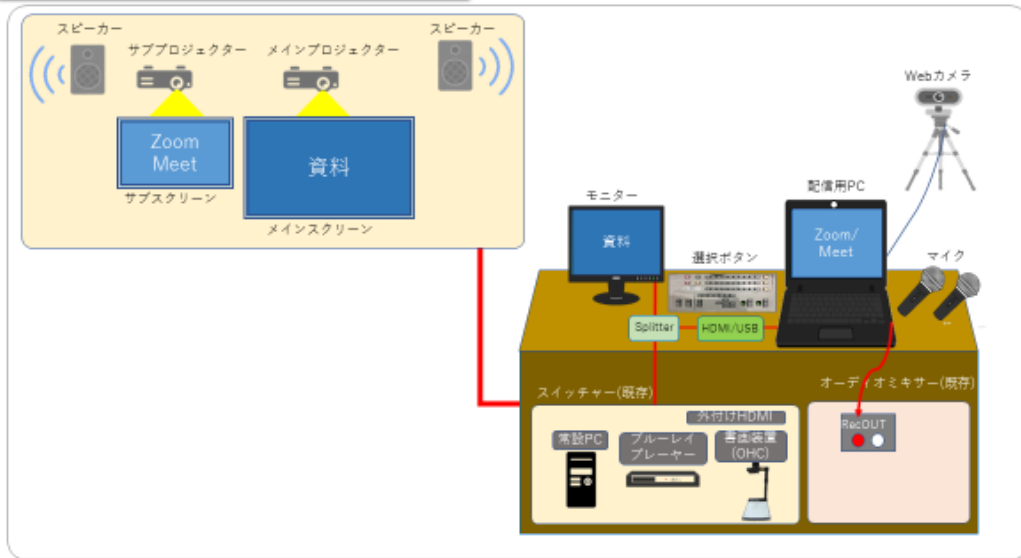 スピーカー
スピーカー
サブプロジェクター
メインプロジェクター
Zoom
Meet
資料
サブスクリーン
メインスクリーン
Webカメラ
モニター
配信用PC
資料
Zoom/
Meet
選択ボタン
マイク
Splitter
HDMI/USB
スイッチャー(既存)
オーディオミキサー(既存)
外付けHDMI
常設PC
ブルーレイ
プレーヤー
書画装置
(OHC)
RecOUT